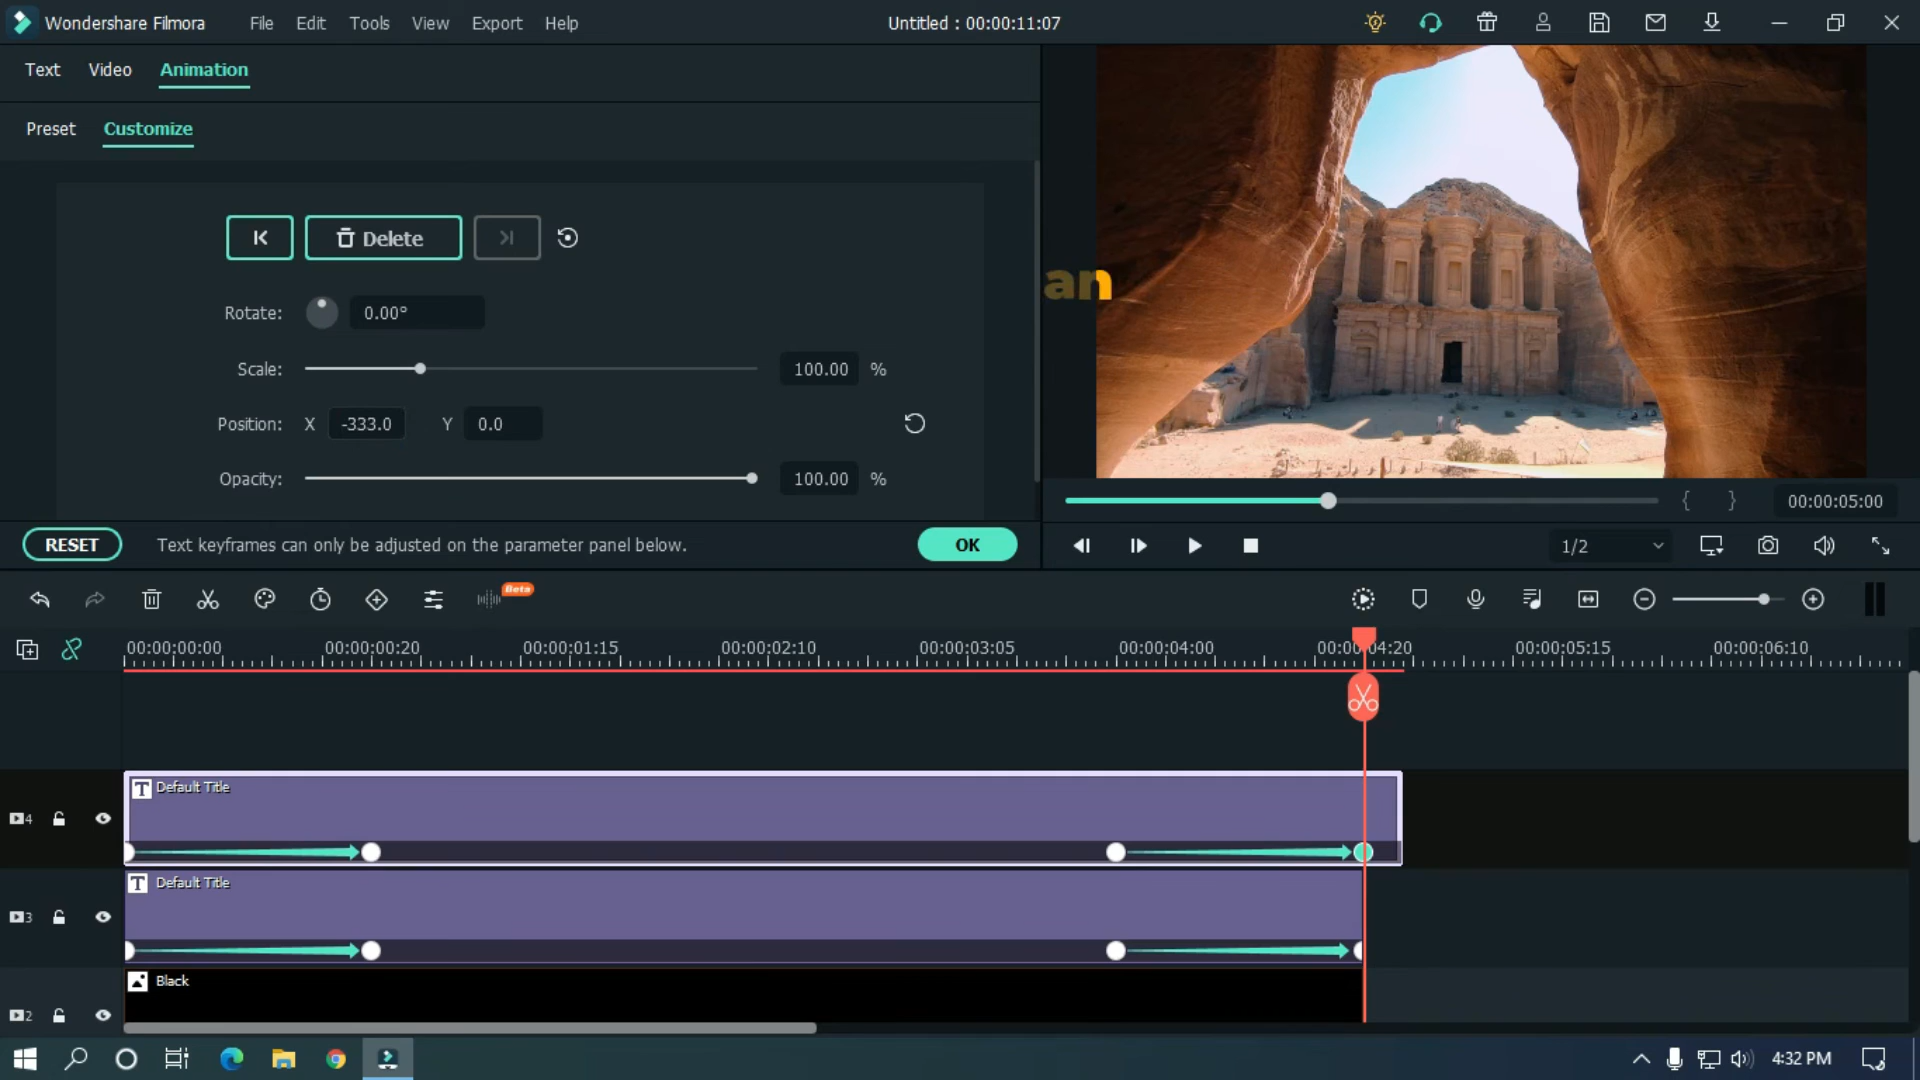 Wondershare Filmora File Edit Tools View Export Help Untitled : 00:00:11:07
Text Video Animation
Preset Customize
Delete
Rotate: 0.00°
Scale: 100.00 %
Position: X -333.0 Y 0.0
Opacity: 100.00 %
an
{ } 00:00:05:00
RESET Text keyframes can only be adjusted on the parameter panel below. OK
1/2
Beta
00:00:00:00 00:00:00:20 00:00:01:15 00:00:02:10 00:00:03:05 00:00:04:00 00:00:04:20 00:00:05:15 00:00:06:10
T Default Title
4
T Default Title
3
Black
2
4:32 PM